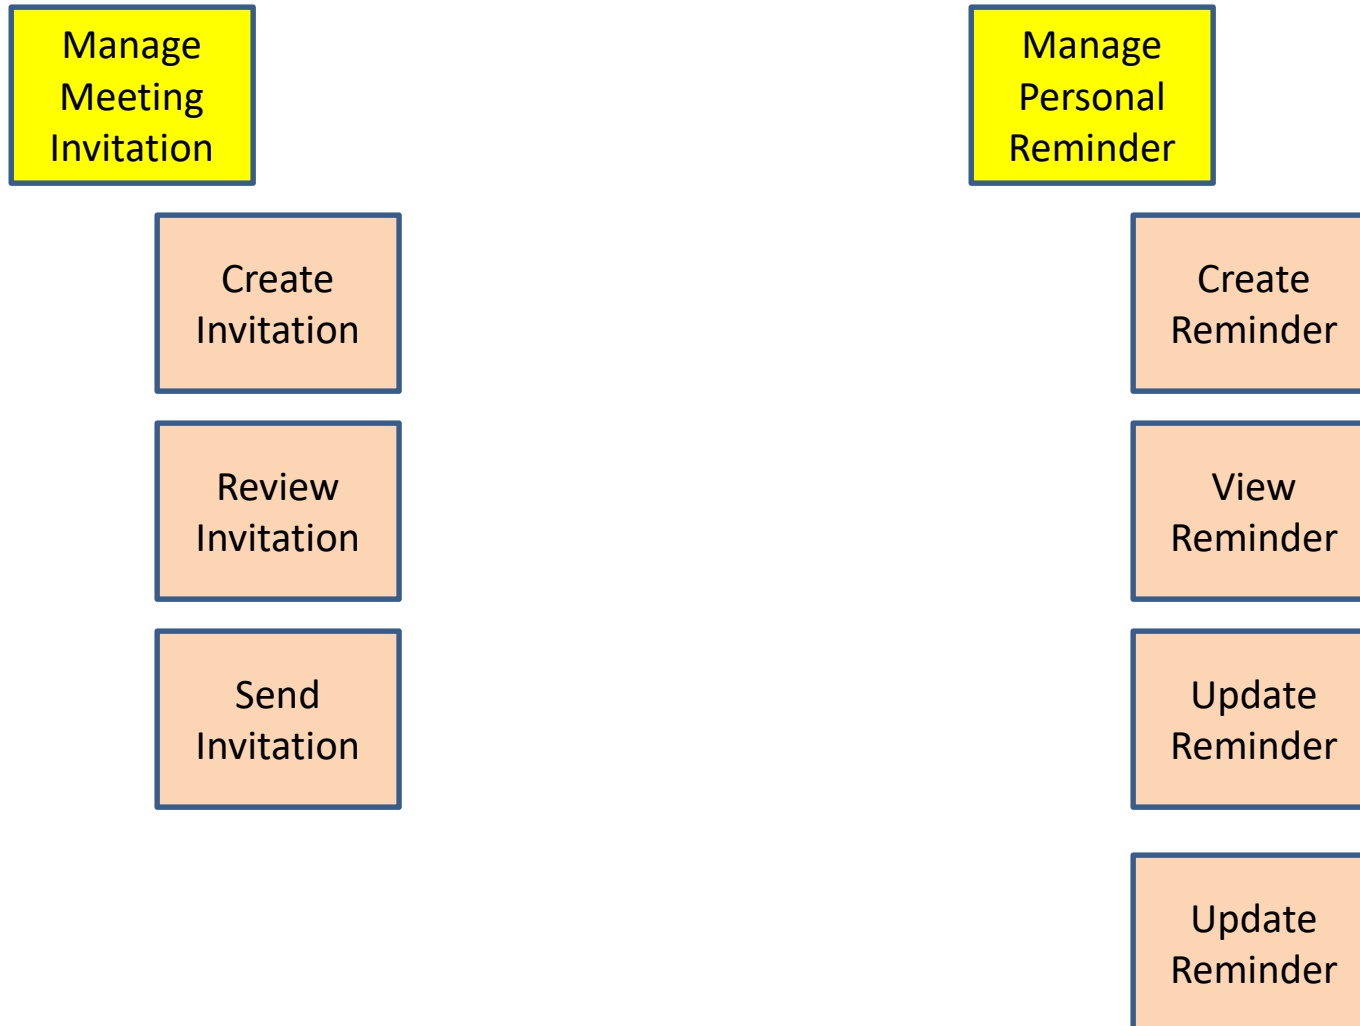 Manage
Meeting
Invitation
Create
Invitation
Review
Invitation
Send
Invitation
Manage
Personal
Reminder
Create
Reminder
View
Reminder
Update
Reminder
Update
Reminder